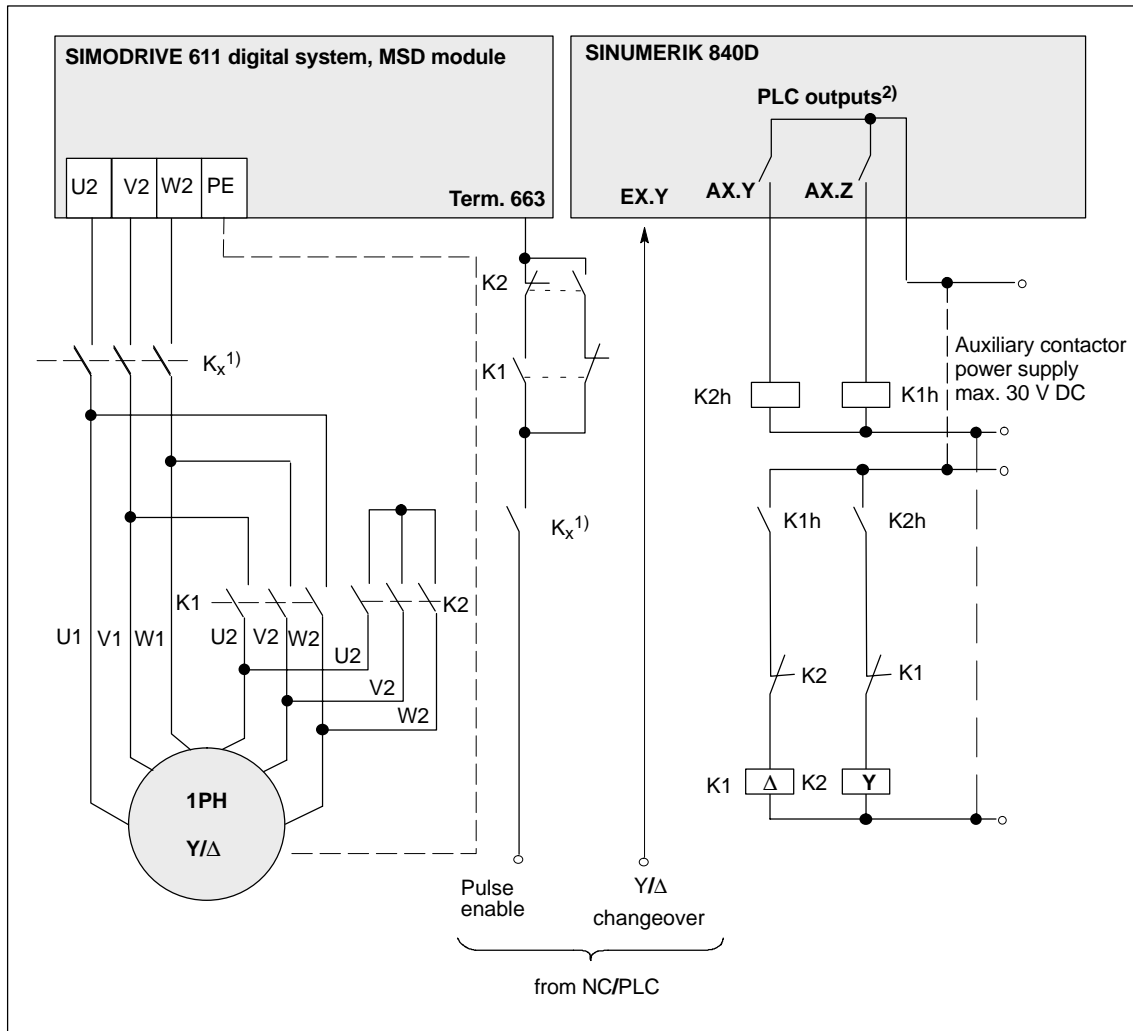 SIMODRIVE 611 digital system, MSD module
SINUMERIK 840D
PLC outputs2)
U2 V2 W2 PE
Term. 663
EX.Y
AX.Y
AX.Z
K2
Kx1)
K1
Auxiliary contactor
power supply
max. 30 V DC
K2h
K1h
Kx1)
K1h
K2h
K1
K2
U1
V1
W1
U2
V2
W2
U2
V2
W2
K2
K1
K1
Δ
K2
Y
1PH
Y/Δ
Pulse
enable
Y/Δ
changeover
from NC/PLC